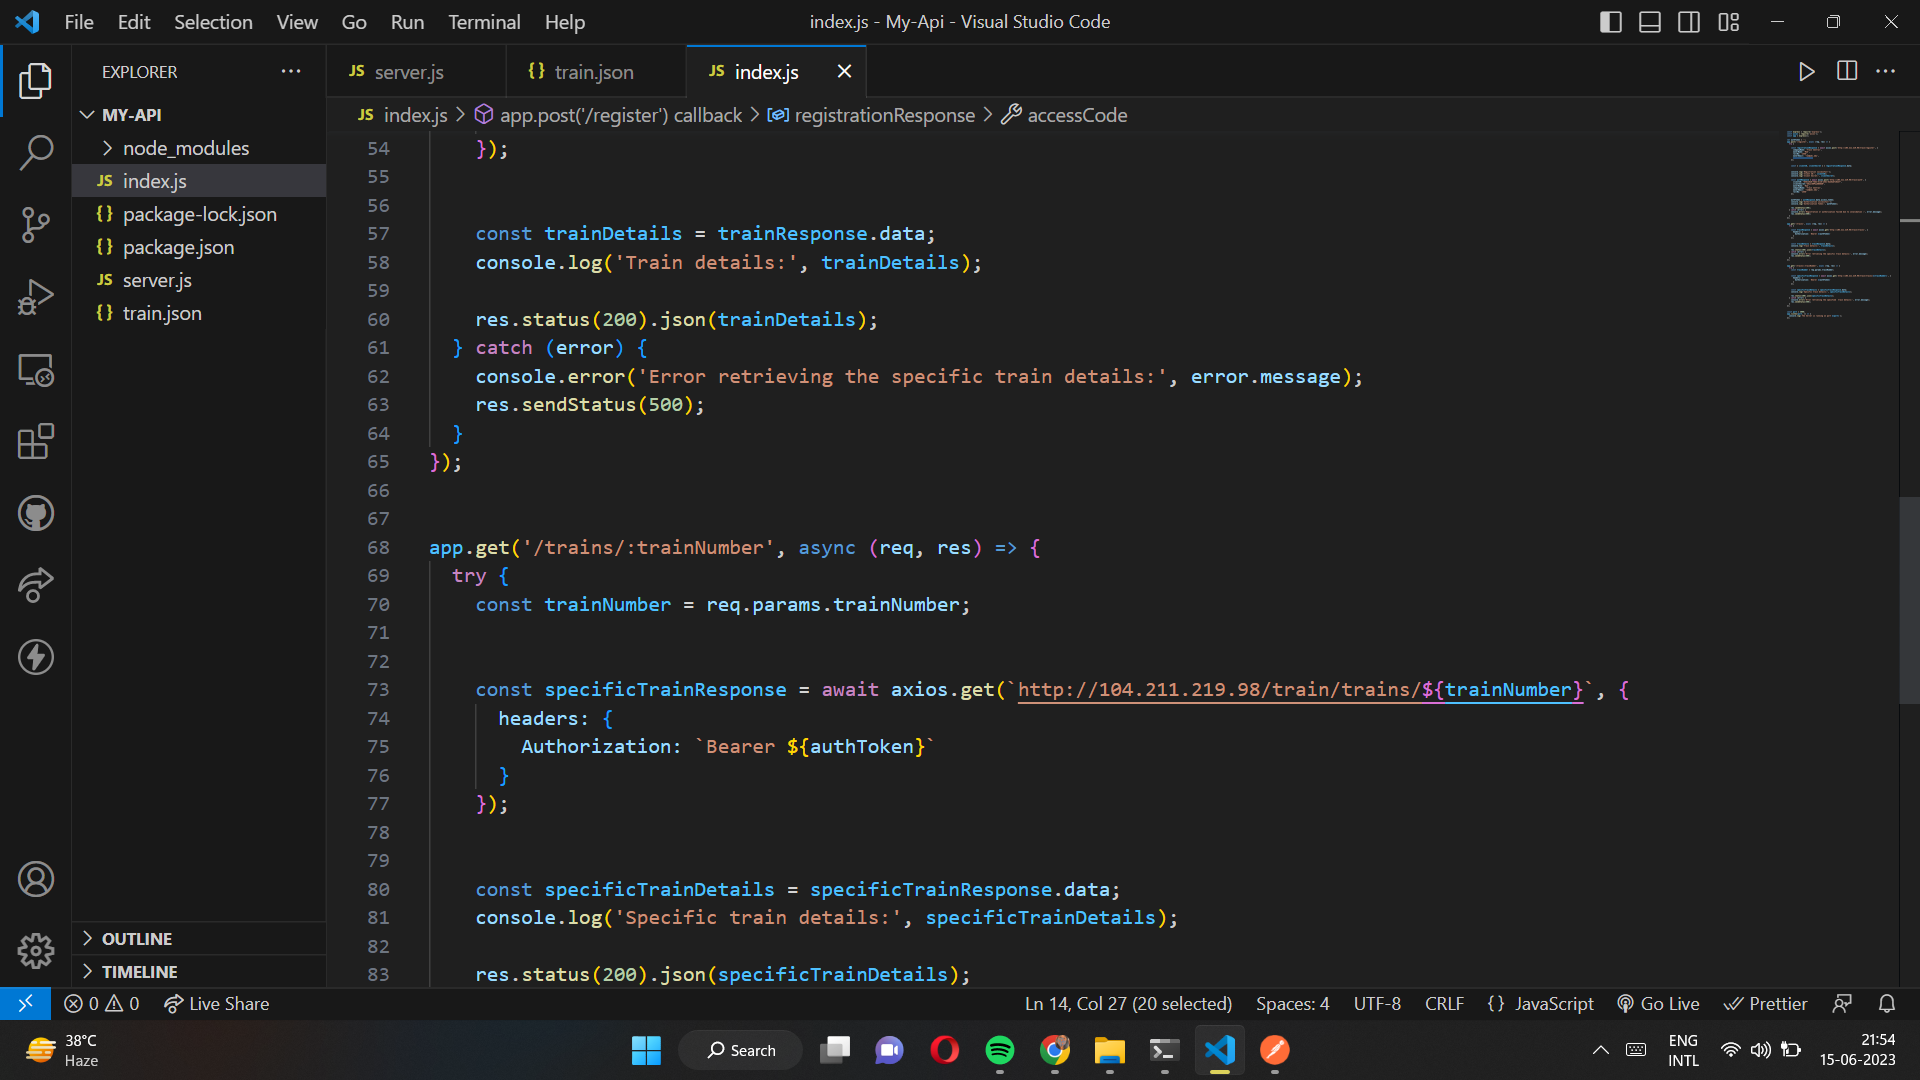 File Edit Selection View Go Run Terminal Help
index.js - My-Api - Visual Studio Code
EXPLORER
JS server.js
{} train.json
JS index.js
MY-API
node_modules
JS index.js
{} package-lock.json
{} package.json
JS server.js
{} train.json
OUTLINE
TIMELINE
JS index.js > app.post('/register') callback > registrationResponse > accessCode
54 });
55
56
57 const trainDetails = trainResponse.data;
58 console.log('Train details:', trainDetails);
59
60 res.status(200).json(trainDetails);
61 } catch (error) {
62 console.error('Error retrieving the specific train details:', error.message);
63 res.sendStatus(500);
64 }
65 });
66
67
68 app.get('/trains/:trainNumber', async (req, res) => {
69 try {
70 const trainNumber = req.params.trainNumber;
71
72
73 const specificTrainResponse = await axios.get(`http://104.211.219.98/train/trains/${trainNumber}`, {
74 headers: {
75 Authorization: `Bearer ${authToken}`
76 }
77 });
78
79
80 const specificTrainDetails = specificTrainResponse.data;
81 console.log('Specific train details:', specificTrainDetails);
82
83 res.status(200).json(specificTrainDetails);
0 0 Live Share
Ln 14, Col 27 (20 selected) Spaces: 4 UTF-8 CRLF {} JavaScript Go Live Prettier
38°C
Haze
Search
ENG
INTL
21:54
15-06-2023